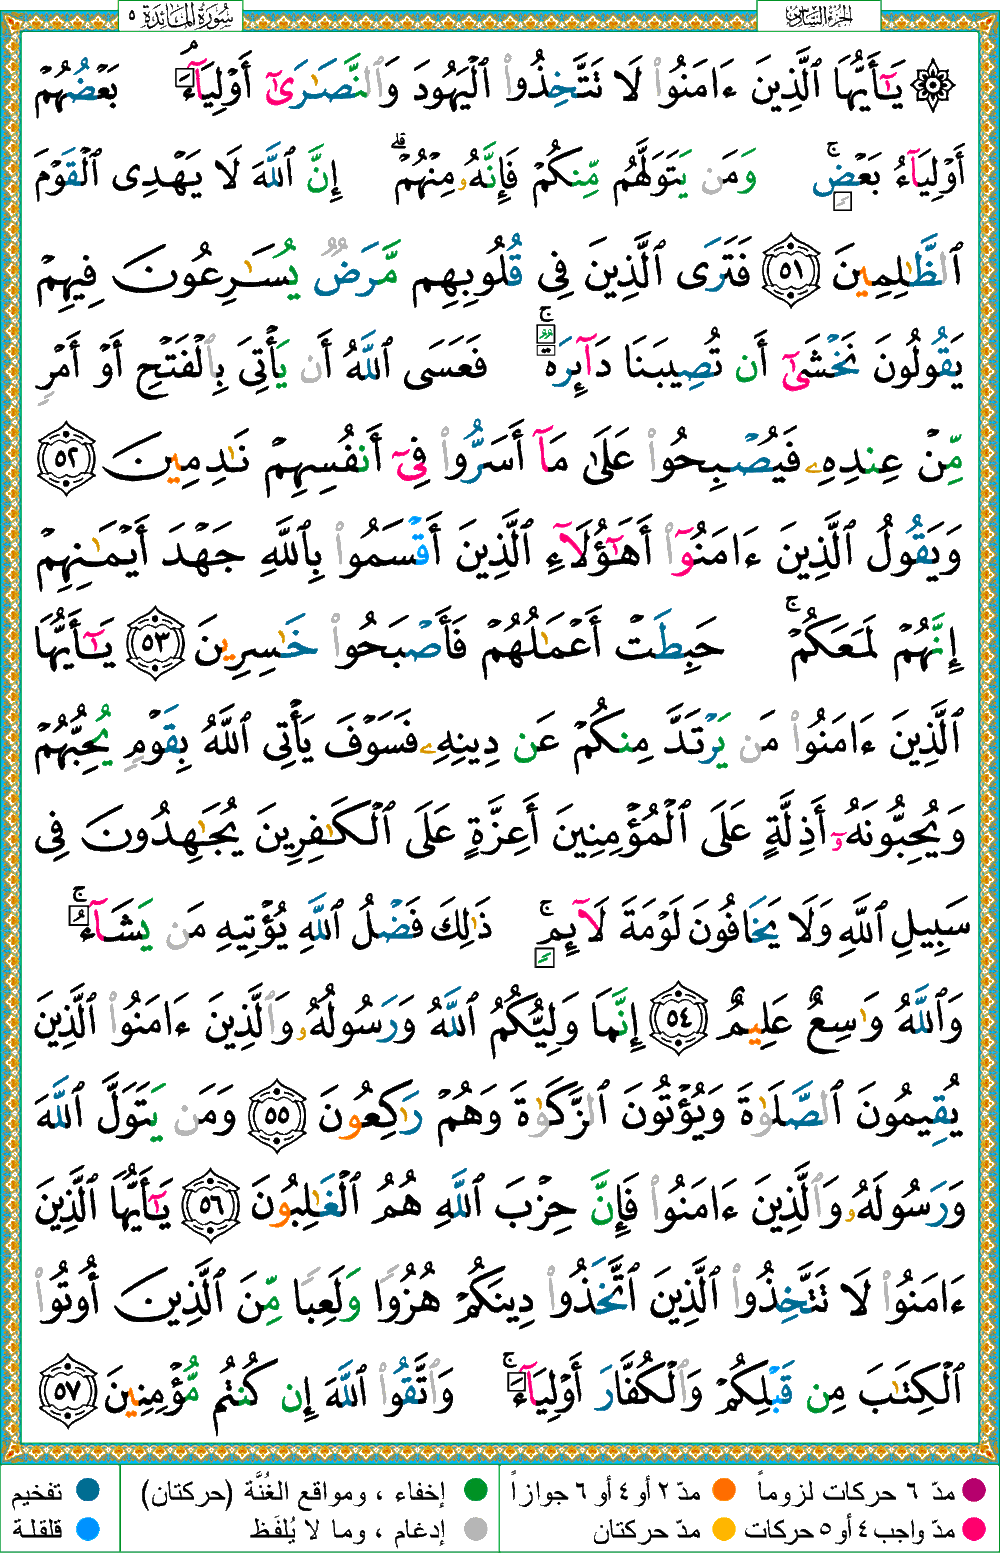 سُورَةُ المَائدَة ٥
الجُزءُ السَّادِسُ
۞ يَـٰٓأَيُّهَا ٱلَّذِينَ ءَامَنُوا۟ لَا تَتَّخِذُوا۟ ٱلْيَهُودَ وَٱلنَّصَـٰرَىٰٓ أَوْلِيَآءَ ۘ بَعْضُهُمْ
أَوْلِيَآءُ بَعْضٍ ۚ وَمَن يَتَوَلَّهُم مِّنكُمْ فَإِنَّهُۥ مِنْهُمْ ۗ إِنَّ ٱللَّهَ لَا يَهْدِى ٱلْقَوْمَ
ٱلظَّـٰلِمِينَ ٥١ فَتَرَى ٱلَّذِينَ فِى قُلُوبِهِم مَّرَضٌ يُسَـٰرِعُونَ فِيهِمْ
يَقُولُونَ نَخْشَىٰٓ أَن تُصِيبَنَا دَآئِرَةٌ ۚ فَعَسَى ٱللَّهُ أَن يَأْتِىَ بِٱلْفَتْحِ أَوْ أَمْرٍ
مِّنْ عِندِهِۦ فَيُصْبِحُوا۟ عَلَىٰ مَآ أَسَرُّوا۟ فِىٓ أَنفُسِهِمْ نَـٰدِمِينَ ٥٢
وَيَقُولُ ٱلَّذِينَ ءَامَنُوٓا۟ أَهَـٰٓؤُلَآءِ ٱلَّذِينَ أَقْسَمُوا۟ بِٱللَّهِ جَهْدَ أَيْمَـٰنِهِمْ
إِنَّهُمْ لَمَعَكُمْ ۚ حَبِطَتْ أَعْمَـٰلُهُمْ فَأَصْبَحُوا۟ خَـٰسِرِينَ ٥٣ يَـٰٓأَيُّهَا
ٱلَّذِينَ ءَامَنُوا۟ مَن يَرْتَدَّ مِنكُمْ عَن دِينِهِۦ فَسَوْفَ يَأْتِى ٱللَّهُ بِقَوْمٍ يُحِبُّهُمْ
وَيُحِبُّونَهُۥٓ أَذِلَّةٍ عَلَى ٱلْمُؤْمِنِينَ أَعِزَّةٍ عَلَى ٱلْكَـٰفِرِينَ يُجَـٰهِدُونَ فِى
سَبِيلِ ٱللَّهِ وَلَا يَخَافُونَ لَوْمَةَ لَآئِمٍ ۚ ذَٰلِكَ فَضْلُ ٱللَّهِ يُؤْتِيهِ مَن يَشَآءُ ۚ
وَٱللَّهُ وَٰسِعٌ عَلِيمٌ ٥٤ إِنَّمَا وَلِيُّكُمُ ٱللَّهُ وَرَسُولُهُۥ وَٱلَّذِينَ ءَامَنُوا۟ ٱلَّذِينَ
يُقِيمُونَ ٱلصَّلَوٰةَ وَيُؤْتُونَ ٱلزَّكَوٰةَ وَهُمْ رَٰكِعُونَ ٥٥ وَمَن يَتَوَلَّ ٱللَّهَ
وَرَسُولَهُۥ وَٱلَّذِينَ ءَامَنُوا۟ فَإِنَّ حِزْبَ ٱللَّهِ هُمُ ٱلْغَـٰلِبُونَ ٥٦ يَـٰٓأَيُّهَا ٱلَّذِينَ
ءَامَنُوا۟ لَا تَتَّخِذُوا۟ ٱلَّذِينَ ٱتَّخَذُوا۟ دِينَكُمْ هُزُوًا وَلَعِبًا مِّنَ ٱلَّذِينَ أُوتُوا۟
ٱلْكِتَـٰبَ مِن قَبْلِكُمْ وَٱلْكُفَّارَ أَوْلِيَآءَ ۚ وَٱتَّقُوا۟ ٱللَّهَ إِن كُنتُم مُّؤْمِنِينَ ٥٧
مدّ ٦ حركات لزوماً مدّ ٢ أو ٤ أو ٦ جوازاً إخفاء ، ومواقع الغُنَّة (حركتان) تفخيم
مدّ واجب ٤ أو ٥ حركات مدّ حركتان إدغام ، وما لا يُلفَظ قلقلة